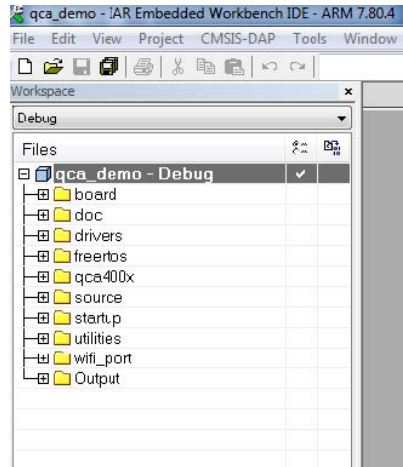 qca_demo - IAR Embedded Workbench IDE - ARM 7.80.4
File Edit View Project CMSIS-DAP Tools Window
Workspace
Debug
Files
qca_demo - Debug
board
doc
drivers
freertos
qca400x
source
startup
utilities
wifi_port
Output